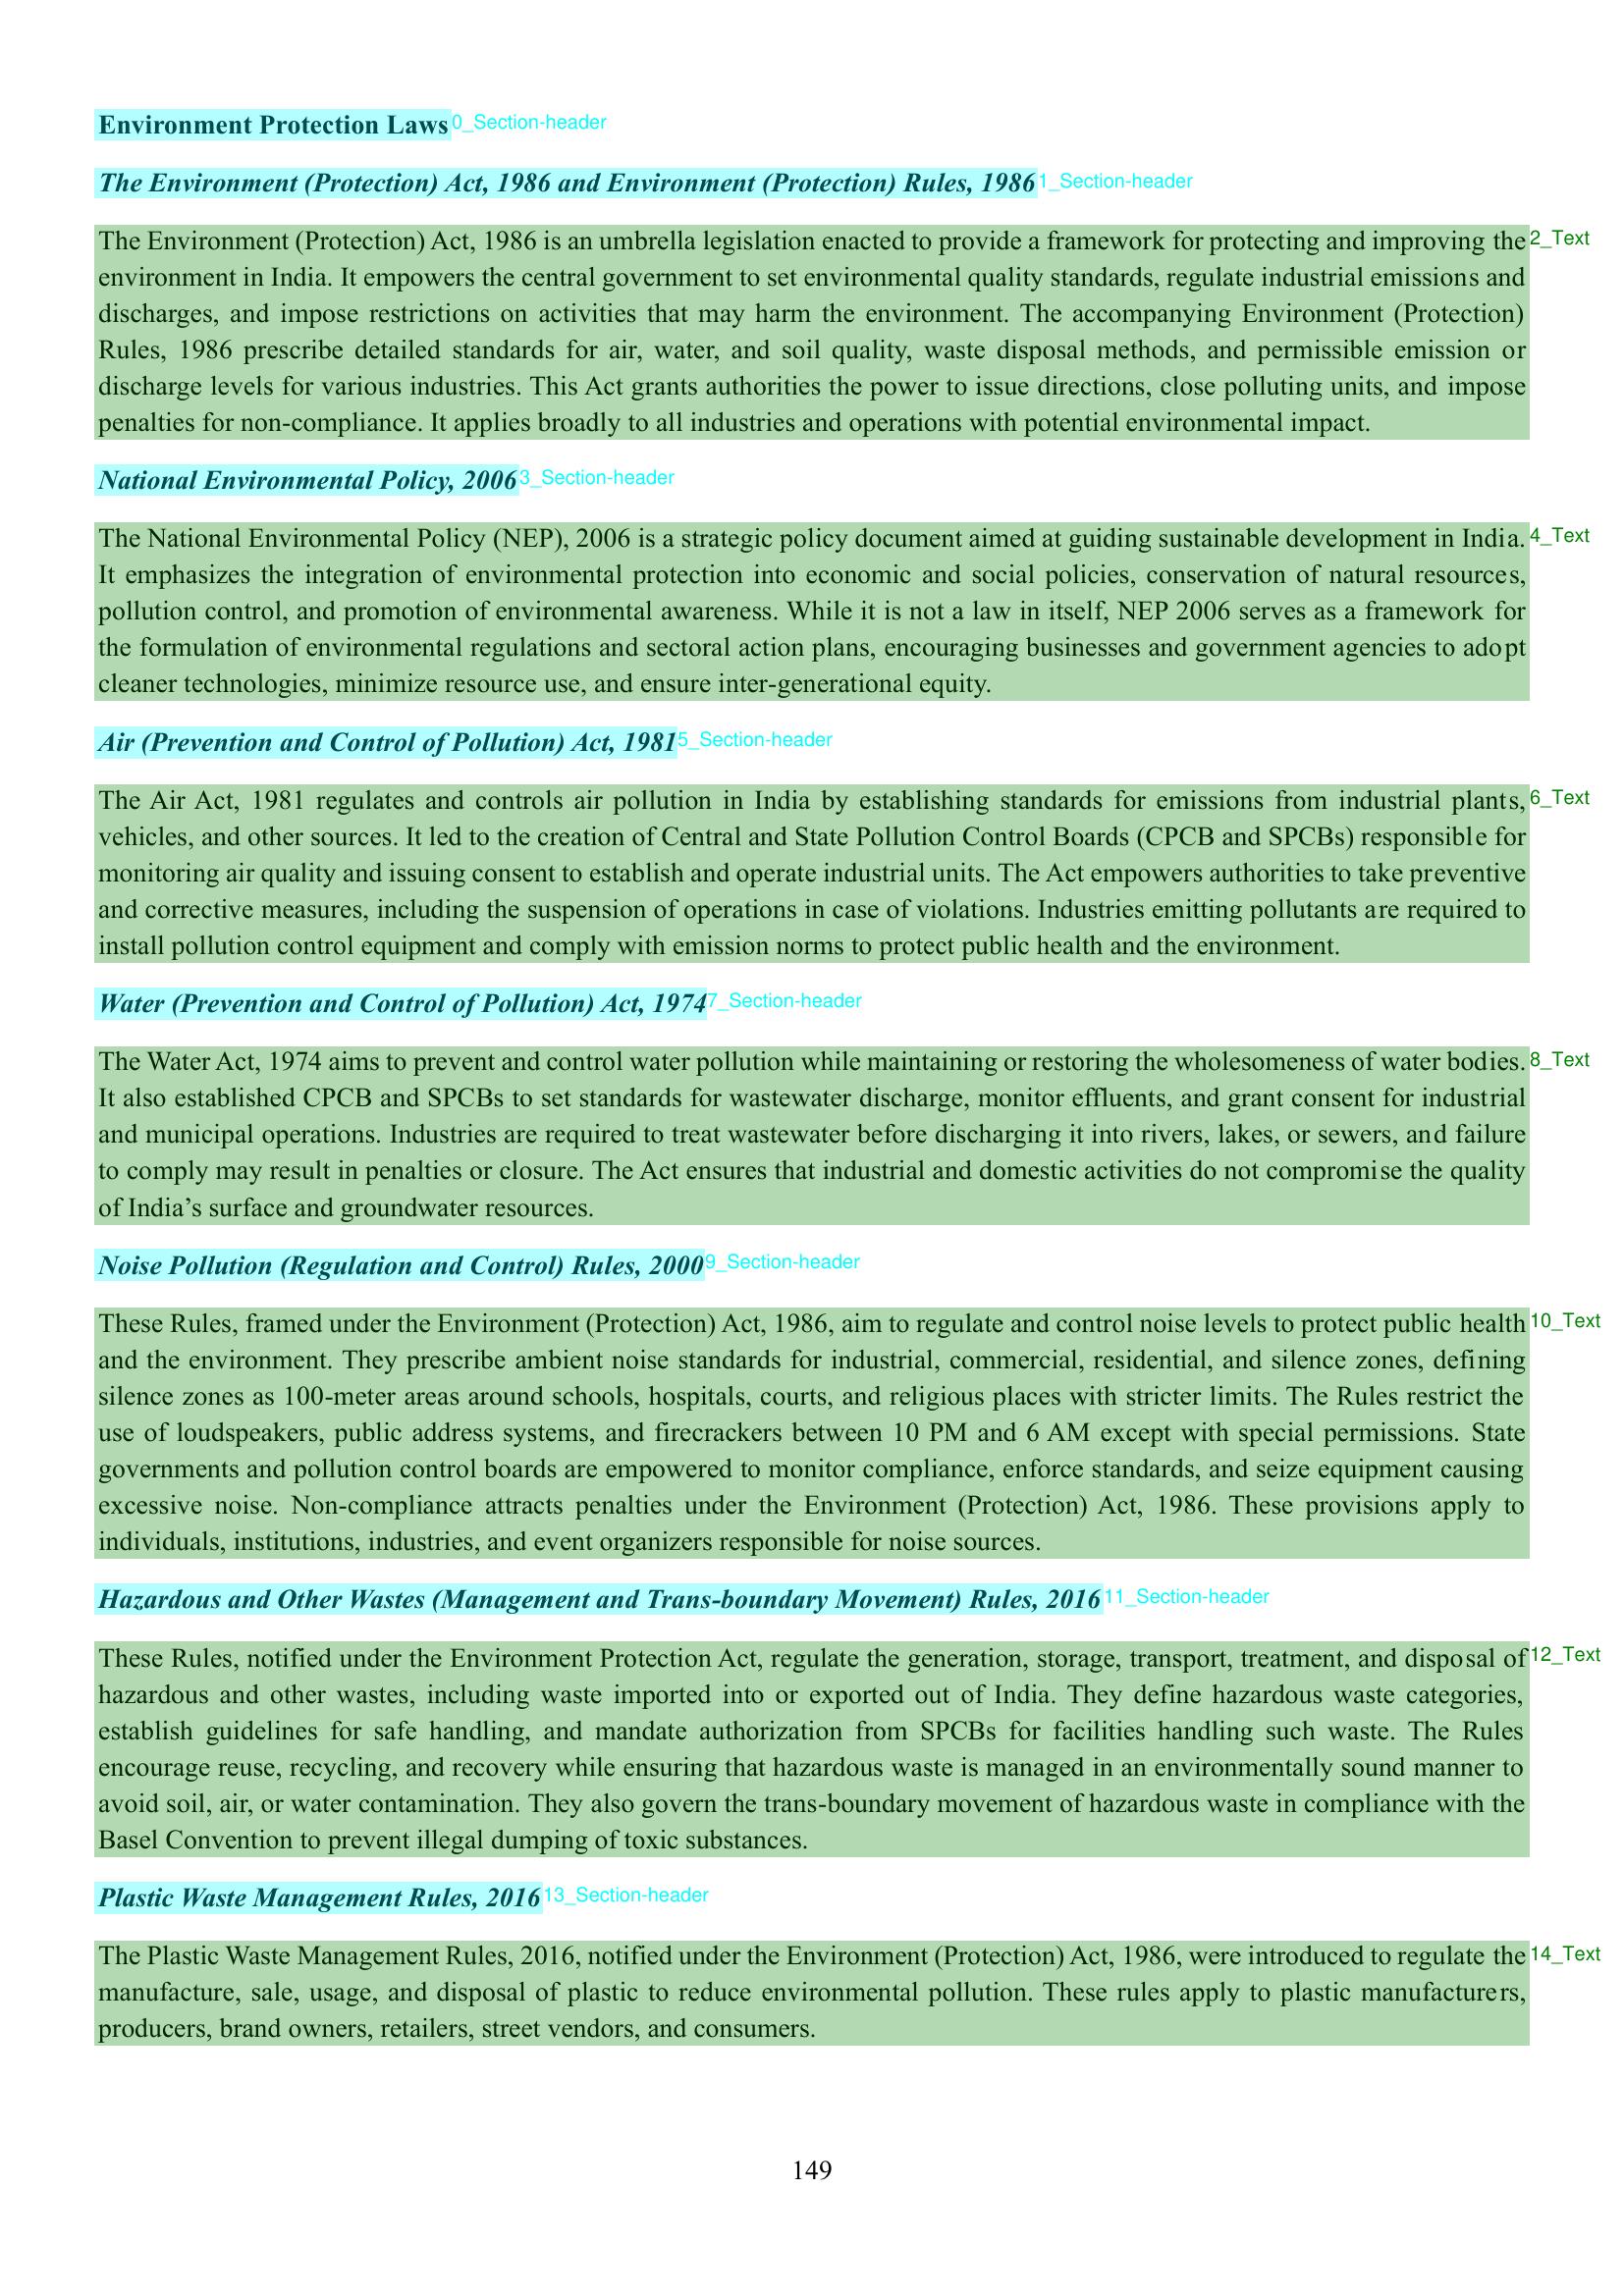 Environment Protection Laws 0_Section-header
The Environment (Protection) Act, 1986 and Environment (Protection) Rules, 1986 1_Section-header
The Environment (Protection) Act, 1986 is an umbrella legislation enacted to provide a framework for protecting and improving the 2_Text
environment in India. It empowers the central government to set environmental quality standards, regulate industrial emissions and
discharges, and impose restrictions on activities that may harm the environment. The accompanying Environment (Protection)
Rules, 1986 prescribe detailed standards for air, water, and soil quality, waste disposal methods, and permissible emission or
discharge levels for various industries. This Act grants authorities the power to issue directions, close polluting units, and impose
penalties for non-compliance. It applies broadly to all industries and operations with potential environmental impact.
National Environmental Policy, 2006 3_Section-header
The National Environmental Policy (NEP), 2006 is a strategic policy document aimed at guiding sustainable development in India. 4_Text
It emphasizes the integration of environmental protection into economic and social policies, conservation of natural resources,
pollution control, and promotion of environmental awareness. While it is not a law in itself, NEP 2006 serves as a framework for
the formulation of environmental regulations and sectoral action plans, encouraging businesses and government agencies to adopt
cleaner technologies, minimize resource use, and ensure inter-generational equity.
Air (Prevention and Control of Pollution) Act, 1981 5_Section-header
The Air Act, 1981 regulates and controls air pollution in India by establishing standards for emissions from industrial plants, 6_Text
vehicles, and other sources. It led to the creation of Central and State Pollution Control Boards (CPCB and SPCBs) responsible for
monitoring air quality and issuing consent to establish and operate industrial units. The Act empowers authorities to take preventive
and corrective measures, including the suspension of operations in case of violations. Industries emitting pollutants are required to
install pollution control equipment and comply with emission norms to protect public health and the environment.
Water (Prevention and Control of Pollution) Act, 1974 7_Section-header
The Water Act, 1974 aims to prevent and control water pollution while maintaining or restoring the wholesomeness of water bodies. 8_Text
It also established CPCB and SPCBs to set standards for wastewater discharge, monitor effluents, and grant consent for industrial
and municipal operations. Industries are required to treat wastewater before discharging it into rivers, lakes, or sewers, and failure
to comply may result in penalties or closure. The Act ensures that industrial and domestic activities do not compromise the quality
of India’s surface and groundwater resources.
Noise Pollution (Regulation and Control) Rules, 2000 9_Section-header
These Rules, framed under the Environment (Protection) Act, 1986, aim to regulate and control noise levels to protect public health 10_Text
and the environment. They prescribe ambient noise standards for industrial, commercial, residential, and silence zones, defining
silence zones as 100-meter areas around schools, hospitals, courts, and religious places with stricter limits. The Rules restrict the
use of loudspeakers, public address systems, and firecrackers between 10 PM and 6 AM except with special permissions. State
governments and pollution control boards are empowered to monitor compliance, enforce standards, and seize equipment causing
excessive noise. Non-compliance attracts penalties under the Environment (Protection) Act, 1986. These provisions apply to
individuals, institutions, industries, and event organizers responsible for noise sources.
Hazardous and Other Wastes (Management and Trans-boundary Movement) Rules, 2016 11_Section-header
These Rules, notified under the Environment Protection Act, regulate the generation, storage, transport, treatment, and disposal of 12_Text
hazardous and other wastes, including waste imported into or exported out of India. They define hazardous waste categories,
establish guidelines for safe handling, and mandate authorization from SPCBs for facilities handling such waste. The Rules
encourage reuse, recycling, and recovery while ensuring that hazardous waste is managed in an environmentally sound manner to
avoid soil, air, or water contamination. They also govern the trans-boundary movement of hazardous waste in compliance with the
Basel Convention to prevent illegal dumping of toxic substances.
Plastic Waste Management Rules, 2016 13_Section-header
The Plastic Waste Management Rules, 2016, notified under the Environment (Protection) Act, 1986, were introduced to regulate the 14_Text
manufacture, sale, usage, and disposal of plastic to reduce environmental pollution. These rules apply to plastic manufacturers,
producers, brand owners, retailers, street vendors, and consumers.
149